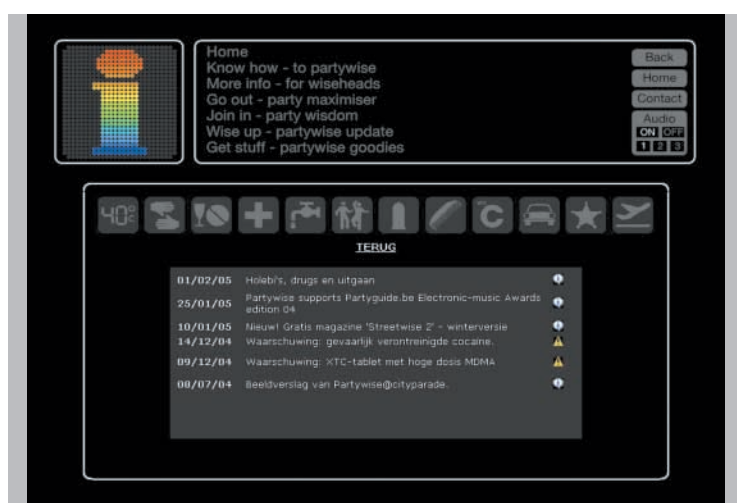 Home
Know how - to partywise
More info - for wiseheads
Go out - party maximiser
Join in - party wisdom
Wise up - partywise update
Get stuff - partywise goodies
Back
Home
Contact
Audio
ON OFF
1 2 3
40°
C
TERUG
01/02/05 Holebi's, drugs en uitgaan
25/01/05 Partywise supports Partyguide.be Electronic-music Awards
edition 04
10/01/05 Nieuw! Gratis magazine 'Streetwise 2' - winterversie
14/12/04 Waarschuwing: gevaarlijk verontreinigde cocaine.
09/12/04 Waarschuwing: XTC-tablet met hoge dosis MDMA
08/07/04 Beeldverslag van Partywise@cityparade.